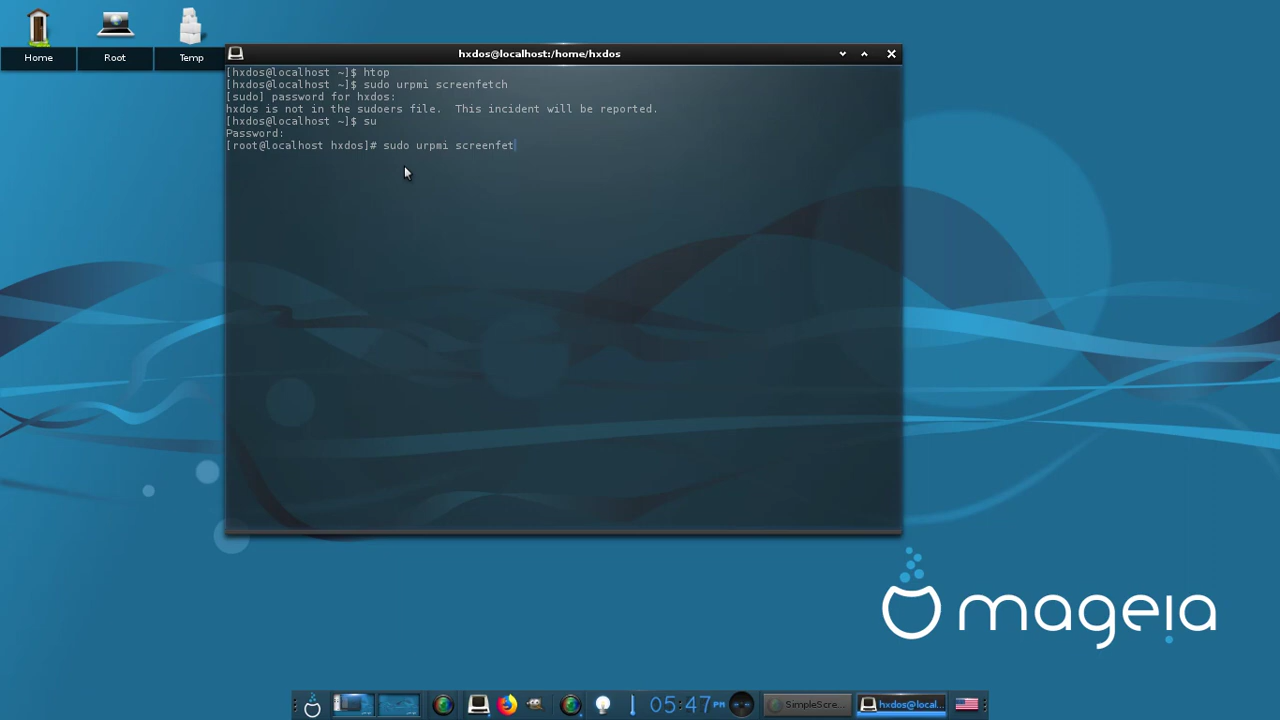 hxdos@localhost:/home/hxdos
Home
Root
Temp
[hxdos@localhost ~]$ htop
[hxdos@localhost ~]$ sudo urpmi screenfetch
[sudo] password for hxdos:
hxdos is not in the sudoers file.  This incident will be reported.
[hxdos@localhost ~]$ su
Password:
[root@localhost hxdos]# sudo urpmi screenfet
mageia
05:47 PM
SimpleScre...
hxdos@local...